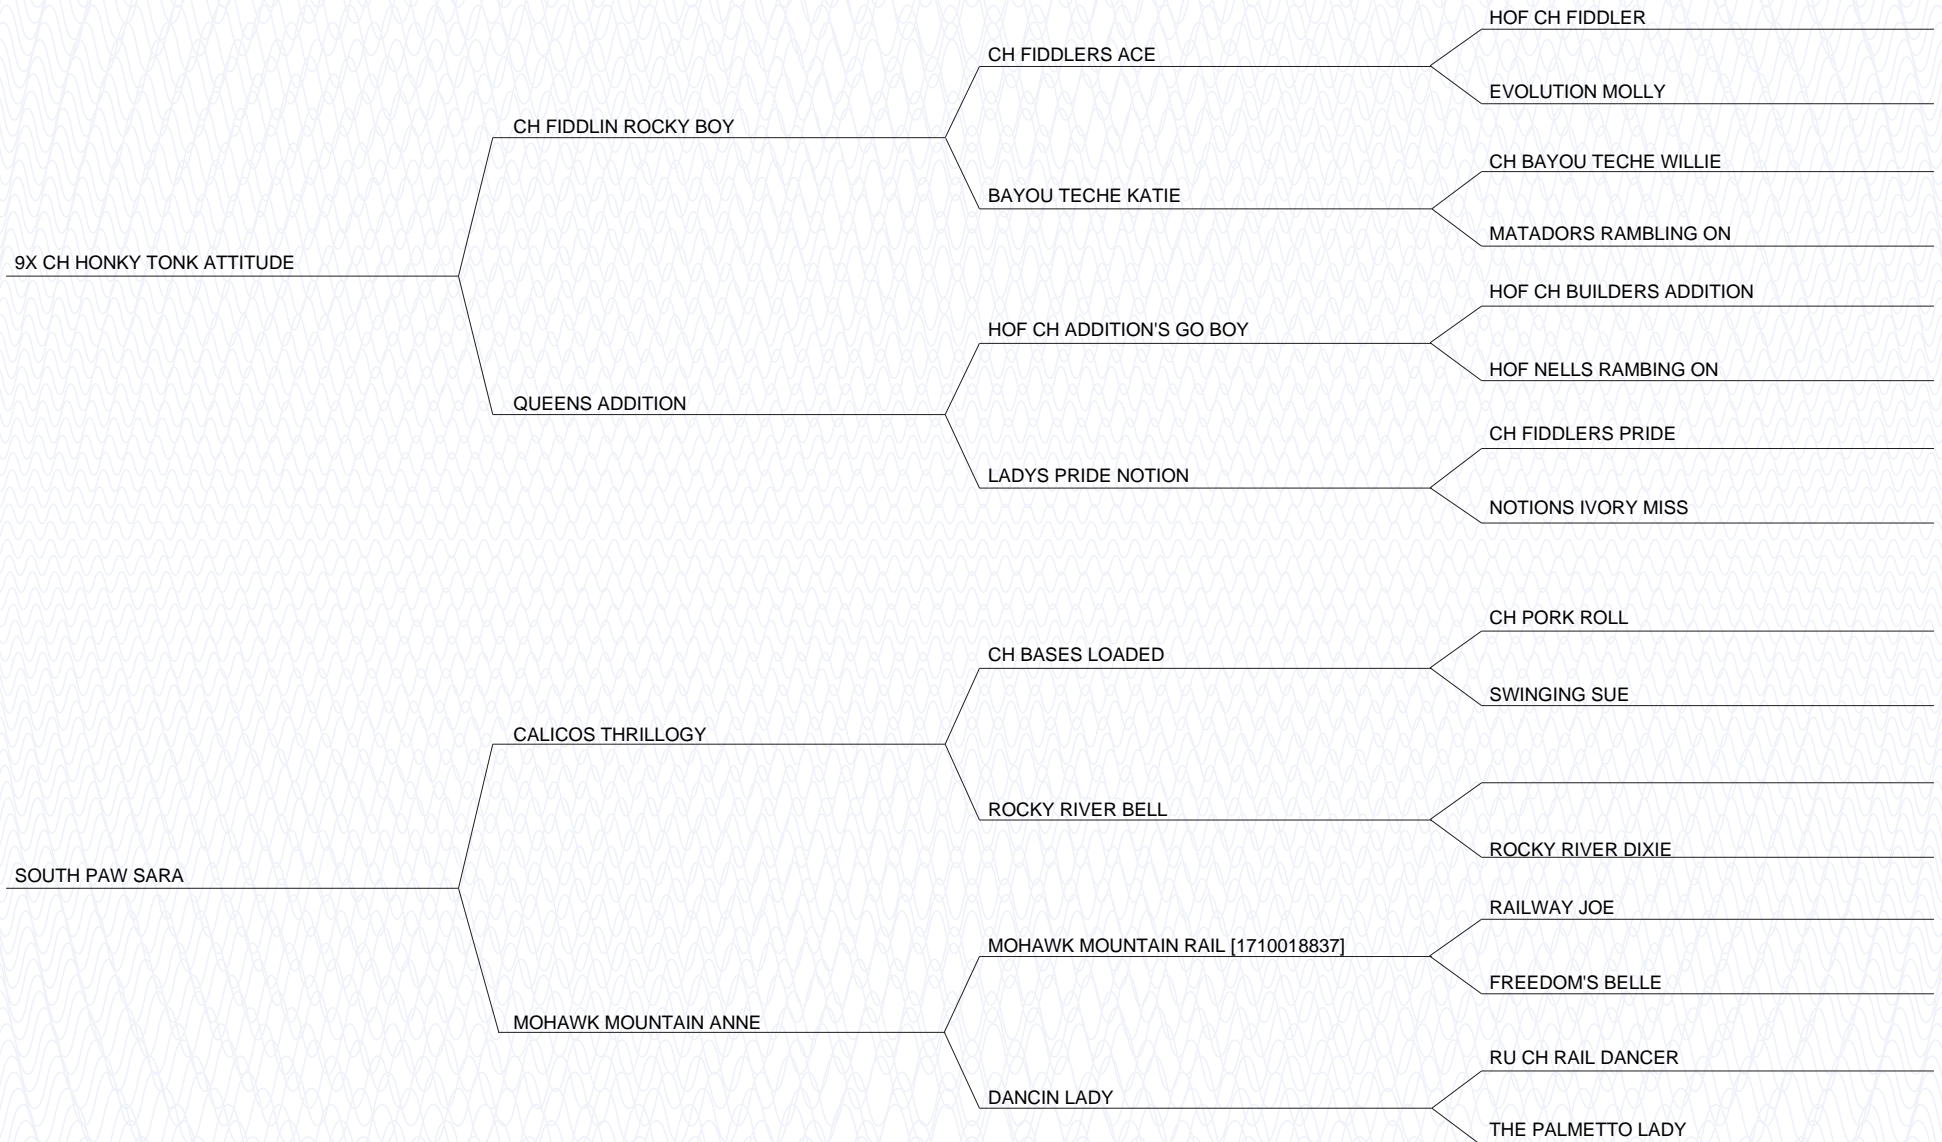 HOF CH FIDDLER
CH FIDDLERS ACE
EVOLUTION MOLLY
CH FIDDLIN ROCKY BOY
CH BAYOU TECHE WILLIE
BAYOU TECHE KATIE
MATADORS RAMBLING ON
9X CH HONKY TONK ATTITUDE
HOF CH BUILDERS ADDITION
HOF CH ADDITION'S GO BOY
HOF NELLS RAMBING ON
QUEENS ADDITION
CH FIDDLERS PRIDE
LADYS PRIDE NOTION
NOTIONS IVORY MISS
CH PORK ROLL
CH BASES LOADED
SWINGING SUE
CALICOS THRILLOGY
ROCKY RIVER BELL
ROCKY RIVER DIXIE
SOUTH PAW SARA
RAILWAY JOE
MOHAWK MOUNTAIN RAIL [1710018837]
FREEDOM'S BELLE
MOHAWK MOUNTAIN ANNE
RU CH RAIL DANCER
DANCIN LADY
THE PALMETTO LADY